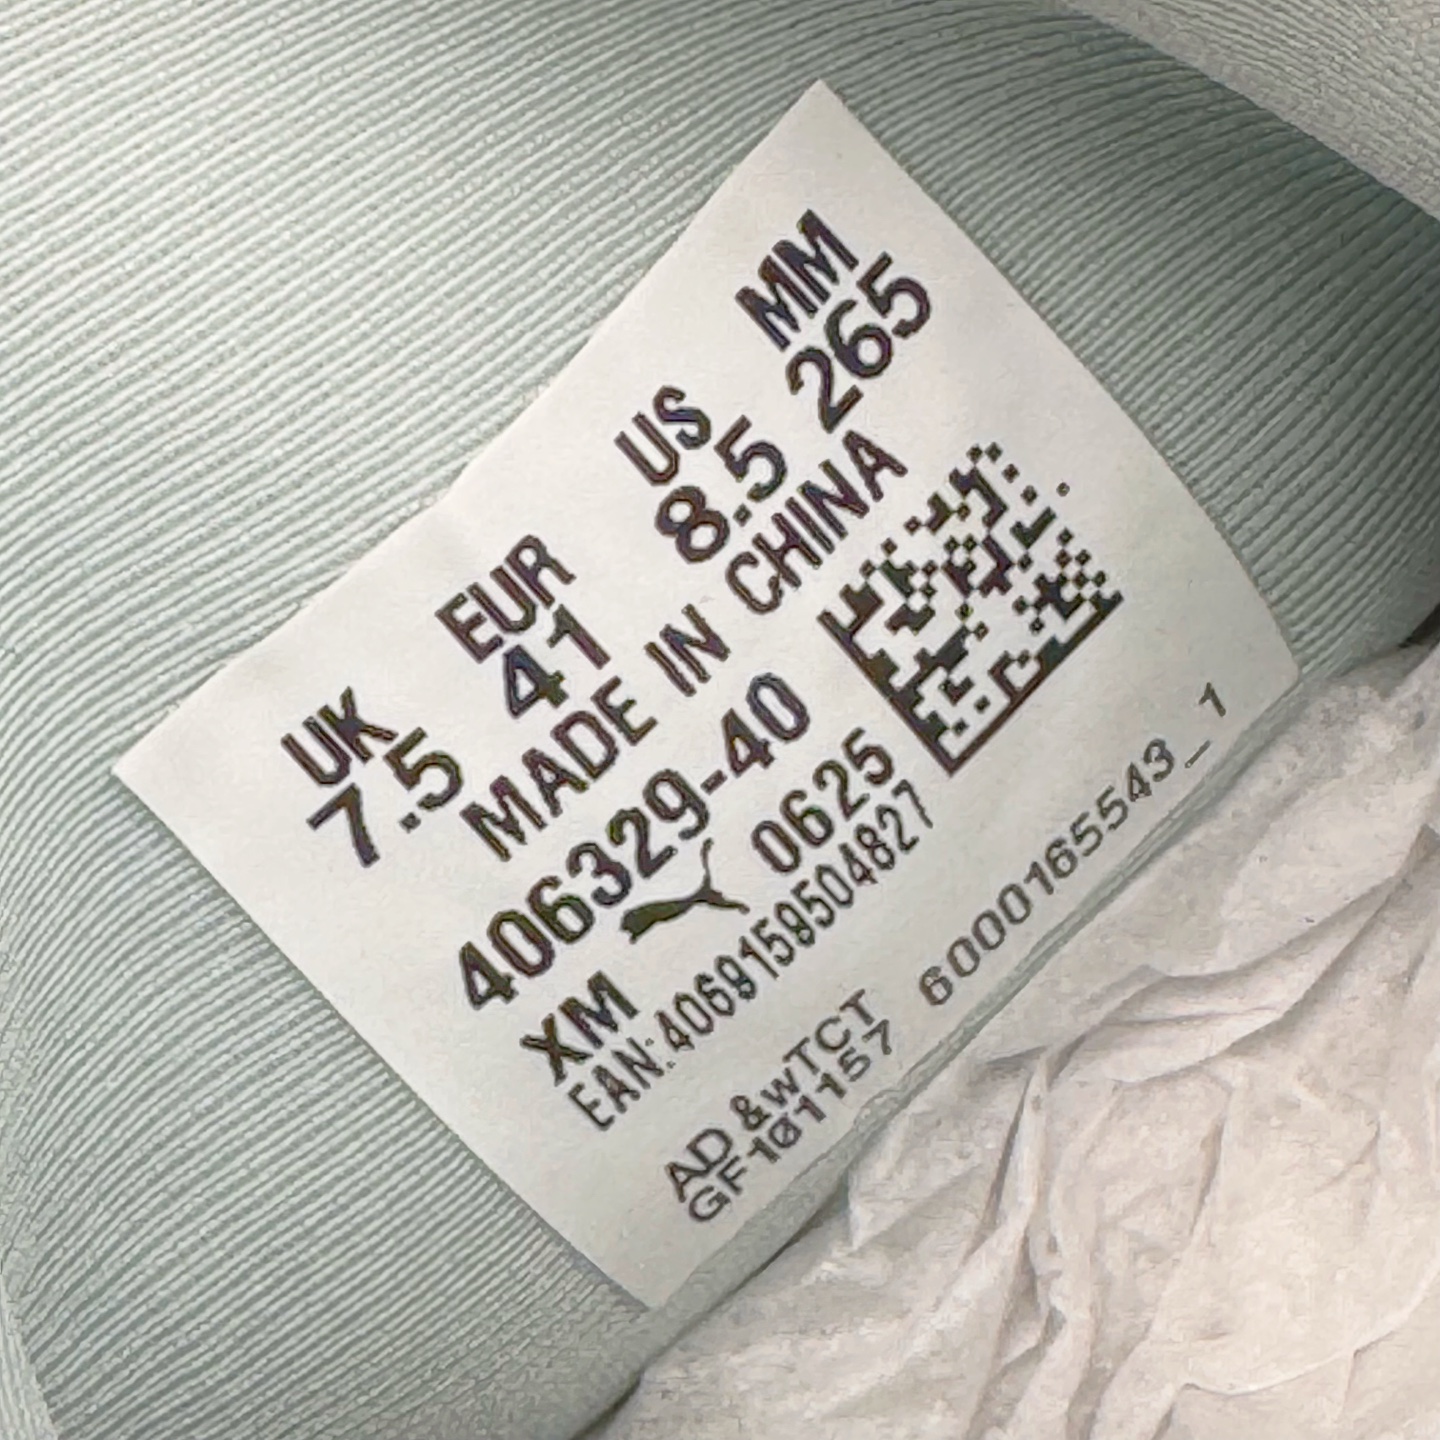 UK EUR US MM
7.5 41 8.5 265
MADE IN CHINA
406329-40
XM 0625
EAN:4069159504827
AD &wTCT 6000165543_1
GF101157